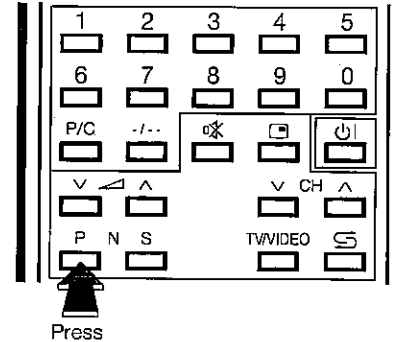 1 2 3 4 5
6 7 8 9 0
P/C -/--
CH
P N S TV/VIDEO
Press